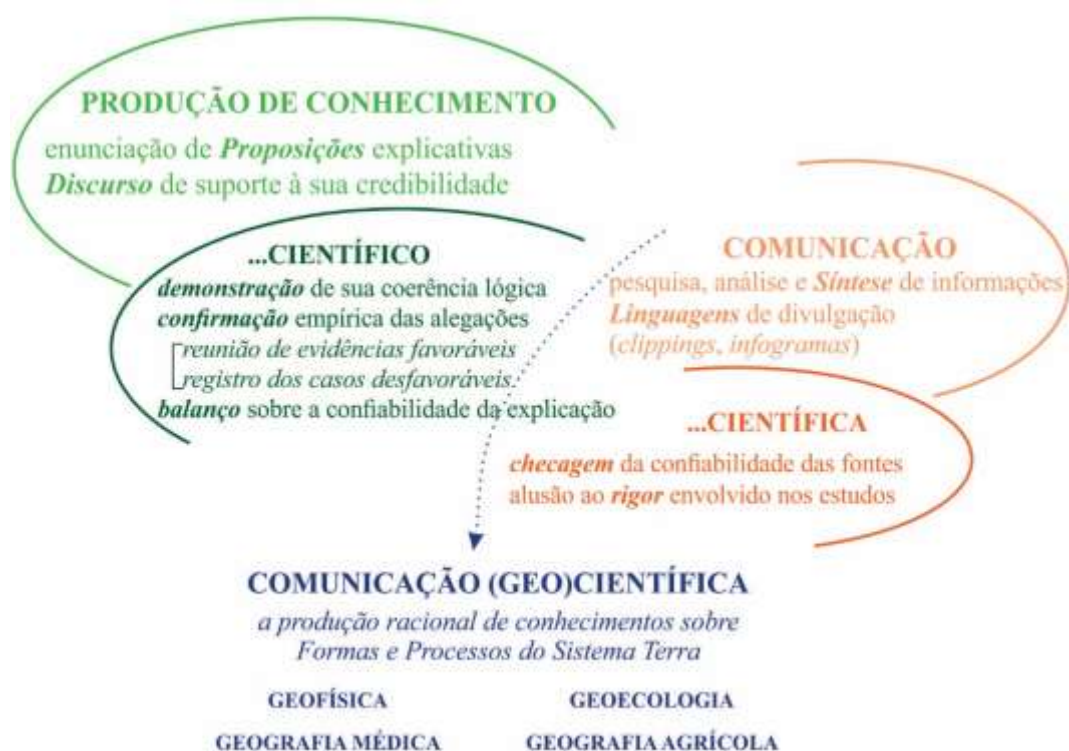 PRODUÇÃO DE CONHECIMENTO
enunciação de Proposições explicativas
Discurso de suporte à sua credibilidade
...CIENTÍFICO
demonstração de sua coerência lógica
confirmação empírica das alegações
reunião de evidências favoráveis
registro dos casos desfavoráveis.
balanço sobre a confiabilidade da explicação
COMUNICAÇÃO
pesquisa, análise e Síntese de informações
Linguagens de divulgação
(clippings, infogramas)
...CIENTÍFICA
checagem da confiabilidade das fontes
alusão ao rigor envolvido nos estudos
COMUNICAÇÃO (GEO)CIENTÍFICA
a produção racional de conhecimentos sobre
Formas e Processos do Sistema Terra
GEOFÍSICA GEOECOLOGIA
GEOGRAFIA MÉDICA GEOGRAFIA AGRÍCOLA